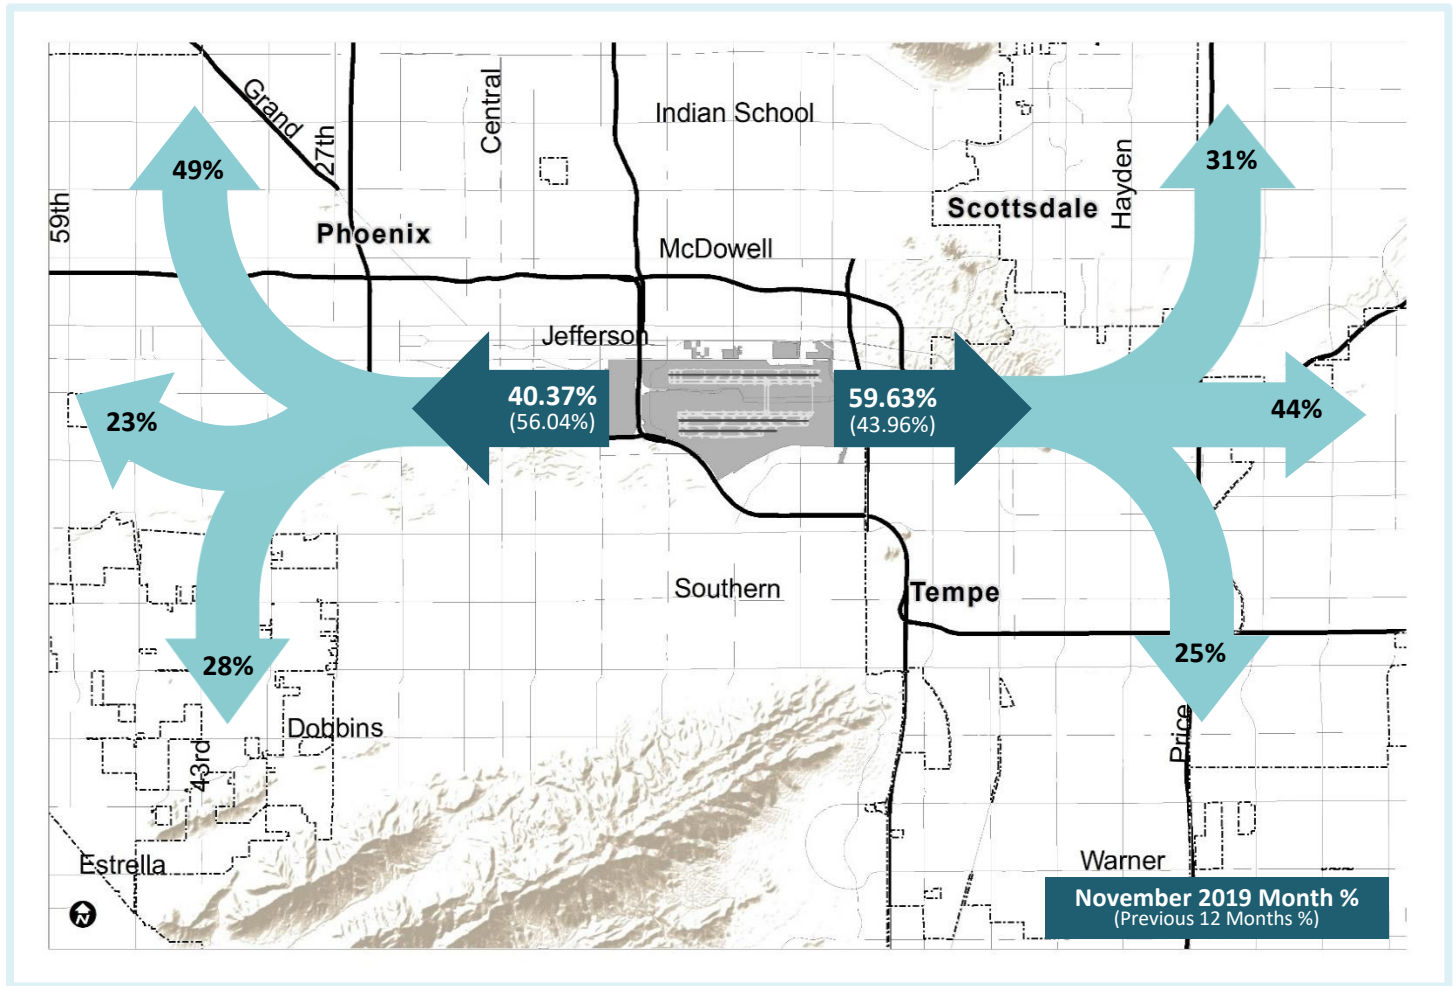 Grand
27th
Central
Indian School
49%
31%
59th
Hayden
Scottsdale
Phoenix
McDowell
Jefferson
40.37%
(56.04%)
59.63%
(43.96%)
23%
44%
Southern
Tempe
28%
25%
Dobbins
43rd
Price
Estrella
Warner
N
November 2019 Month %
(Previous 12 Months %)